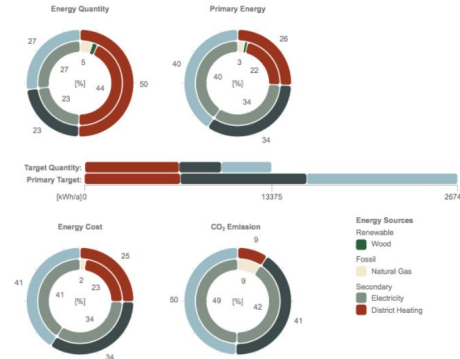 Energy Quantity
Primary Energy
27
5
27
[%]
44
23
50
23
40
3
26
40
[%]
22
34
34
Target Quantity:
Primary Target:
[kWh/a]0
13375
2674
Energy Cost
CO₂ Emission
41
2
25
41
[%]
23
34
34
9
50
9
49
[%]
42
41
Energy Sources
Renewable
Wood
Fossil
Natural Gas
Secondary
Electricity
District Heating